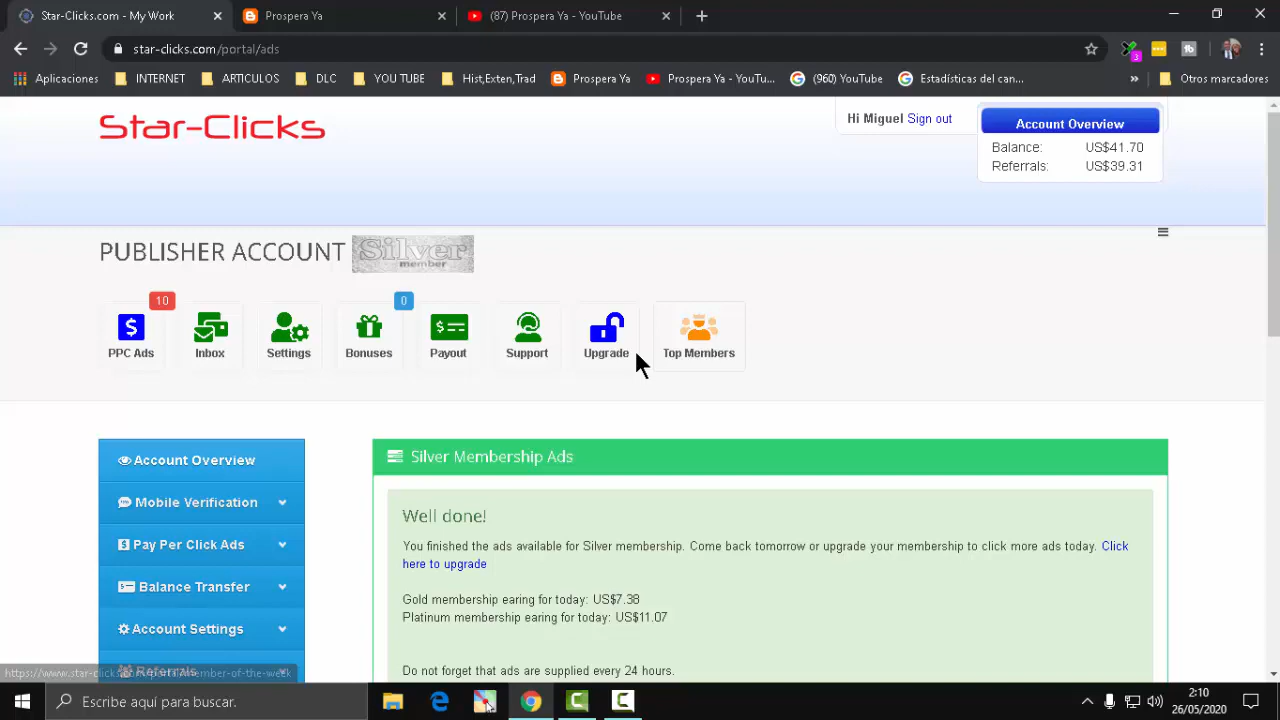 Star-Clicks.com - My Work
Prospera Ya
(87) Prospera Ya - YouTube
star-clicks.com/portal/ads
3
Aplicaciones
INTERNET
ARTICULOS
DLC
YOU TUBE
Hist,Exten,Trad
Prospera Ya
Prospera Ya - YouTu...
(960) YouTube
Estadísticas del can...
»
Otros marcadores
Star-Clicks
Hi Miguel Sign out
Account Overview
Balance: US$41.70
Referrals: US$39.31
PUBLISHER ACCOUNT Silver member
10
0
PPC Ads
Inbox
Settings
Bonuses
Payout
Support
Upgrade
Top Members
Account Overview
Mobile Verification
Pay Per Click Ads
Balance Transfer
Account Settings
Referrals
Silver Membership Ads
Well done!
You finished the ads available for Silver membership. Come back tomorrow or upgrade your membership to click more ads today. Click
here to upgrade
Gold membership earing for today: US$7.38
Platinum membership earing for today: US$11.07
Do not forget that ads are supplied every 24 hours.
Escribe aquí para buscar.
2:10
26/05/2020